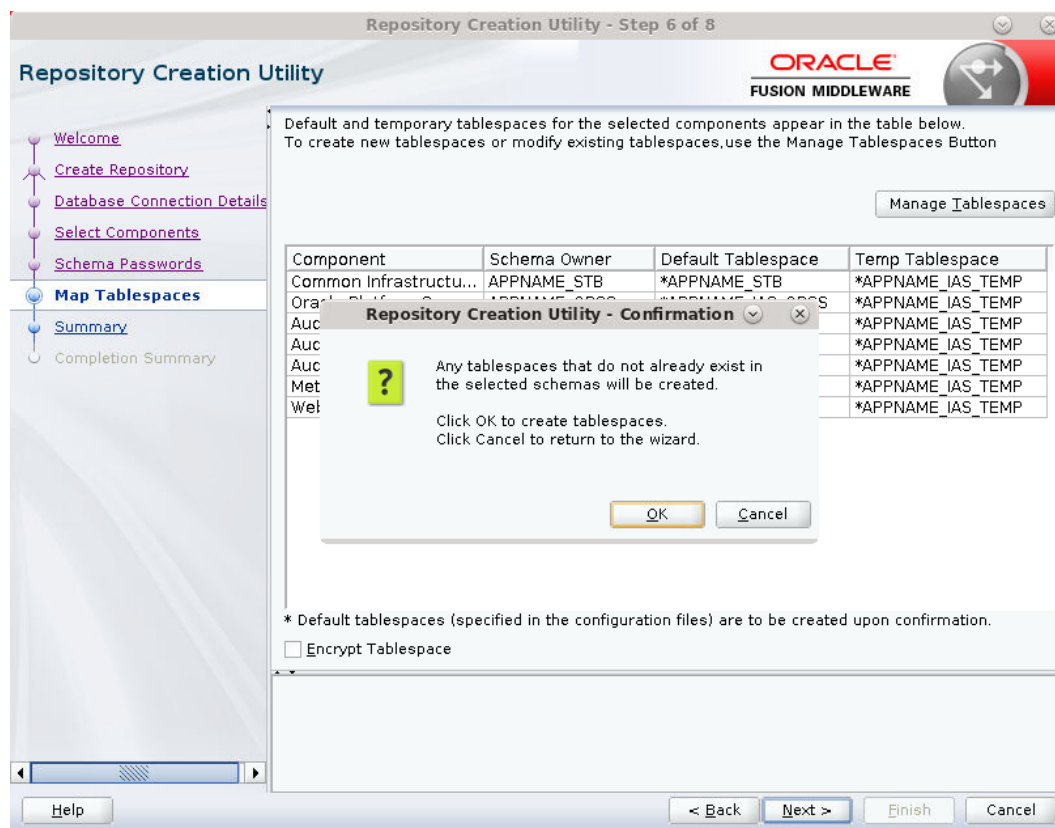 Repository Creation Utility - Step 6 of 8
Repository Creation Utility
ORACLE
FUSION MIDDLEWARE
Welcome
Create Repository
Database Connection Details
Select Components
Schema Passwords
Map Tablespaces
Summary
Completion Summary
Default and temporary tablespaces for the selected components appear in the table below.
To create new tablespaces or modify existing tablespaces,use the Manage Tablespaces Button
Manage Tablespaces
Component Schema Owner Default Tablespace Temp Tablespace
Common Infrastructu... APPNAME_STB *APPNAME_STB *APPNAME_IAS_TEMP
*APPNAME_IAS_TEMP
Aud *APPNAME_IAS_TEMP
Aud *APPNAME_IAS_TEMP
Aud *APPNAME_IAS_TEMP
Met *APPNAME_IAS_TEMP
Web *APPNAME_IAS_TEMP
Repository Creation Utility - Confirmation
Any tablespaces that do not already exist in
the selected schemas will be created.
Click OK to create tablespaces.
Click Cancel to return to the wizard.
OK Cancel
* Default tablespaces (specified in the configuration files) are to be created upon confirmation.
Encrypt Tablespace
Help < Back Next > Finish Cancel